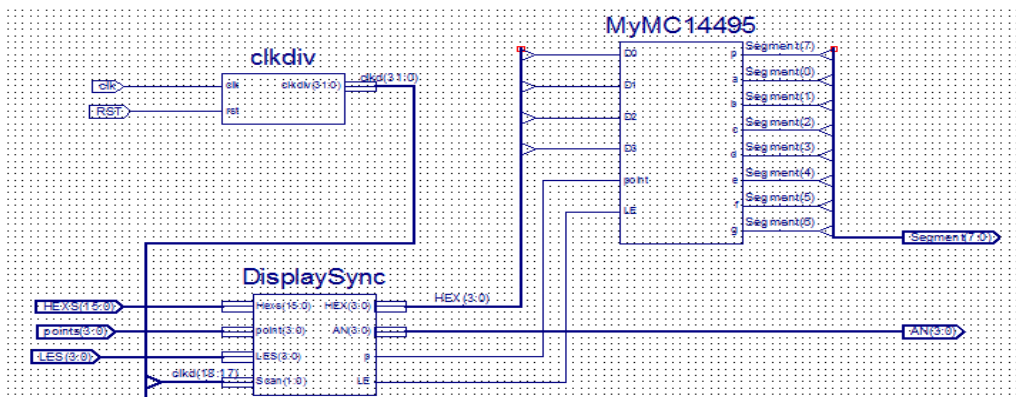 MyMC14495
clkdiv
clk
RST
clk
rst
clkdiv(31:0)
clkd(31:0)
D0
D1
D2
D3
point
LE
p
a
b
c
d
e
f
g
Segment(7)
Segment(0)
Segment(1)
Segment(2)
Segment(3)
Segment(4)
Segment(5)
Segment(6)
Segment(7:0)
DisplaySync
HEXS(15:0)
points(3:0)
LES(3:0)
clkd(18:17)
Hexs(15:0)
point(3:0)
LES(3:0)
Scan(1:0)
HEX(3:0)
AN(3:0)
p
LE
HEX(3:0)
AN(3:0)